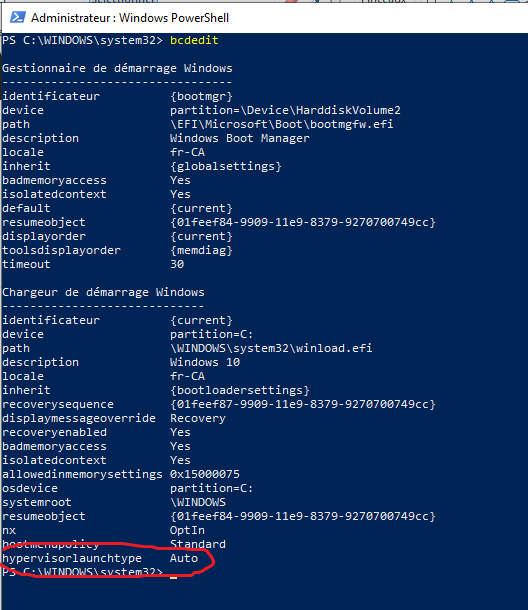 Administrateur : Windows PowerShell
PS C:\WINDOWS\system32> bcdedit
Gestionnaire de démarrage Windows
---------------------------------
identificateur {bootmgr}
device partition=\Device\HarddiskVolume2
path \EFI\Microsoft\Boot\bootmgfw.efi
description Windows Boot Manager
locale fr-CA
inherit {globalsettings}
badmemoryaccess Yes
isolatedcontext Yes
default {current}
resumeobject {01feef84-9909-11e9-8379-9270700749cc}
displayorder {current}
toolsdisplayorder {memdiag}
timeout 30
Chargeur de démarrage Windows
-----------------------------
identificateur {current}
device partition=C:
path \WINDOWS\system32\winload.efi
description Windows 10
locale fr-CA
inherit {bootloadersettings}
recoverysequence {01feef87-9909-11e9-8379-9270700749cc}
displaymessageoverride Recovery
recoveryenabled Yes
badmemoryaccess Yes
isolatedcontext Yes
allowedinmemorysettings 0x15000075
osdevice partition=C:
systemroot \WINDOWS
resumeobject {01feef84-9909-11e9-8379-9270700749cc}
nx OptIn
bootmenupolicy Standard
hypervisorlaunchtype Auto
PS C:\WINDOWS\system32> _